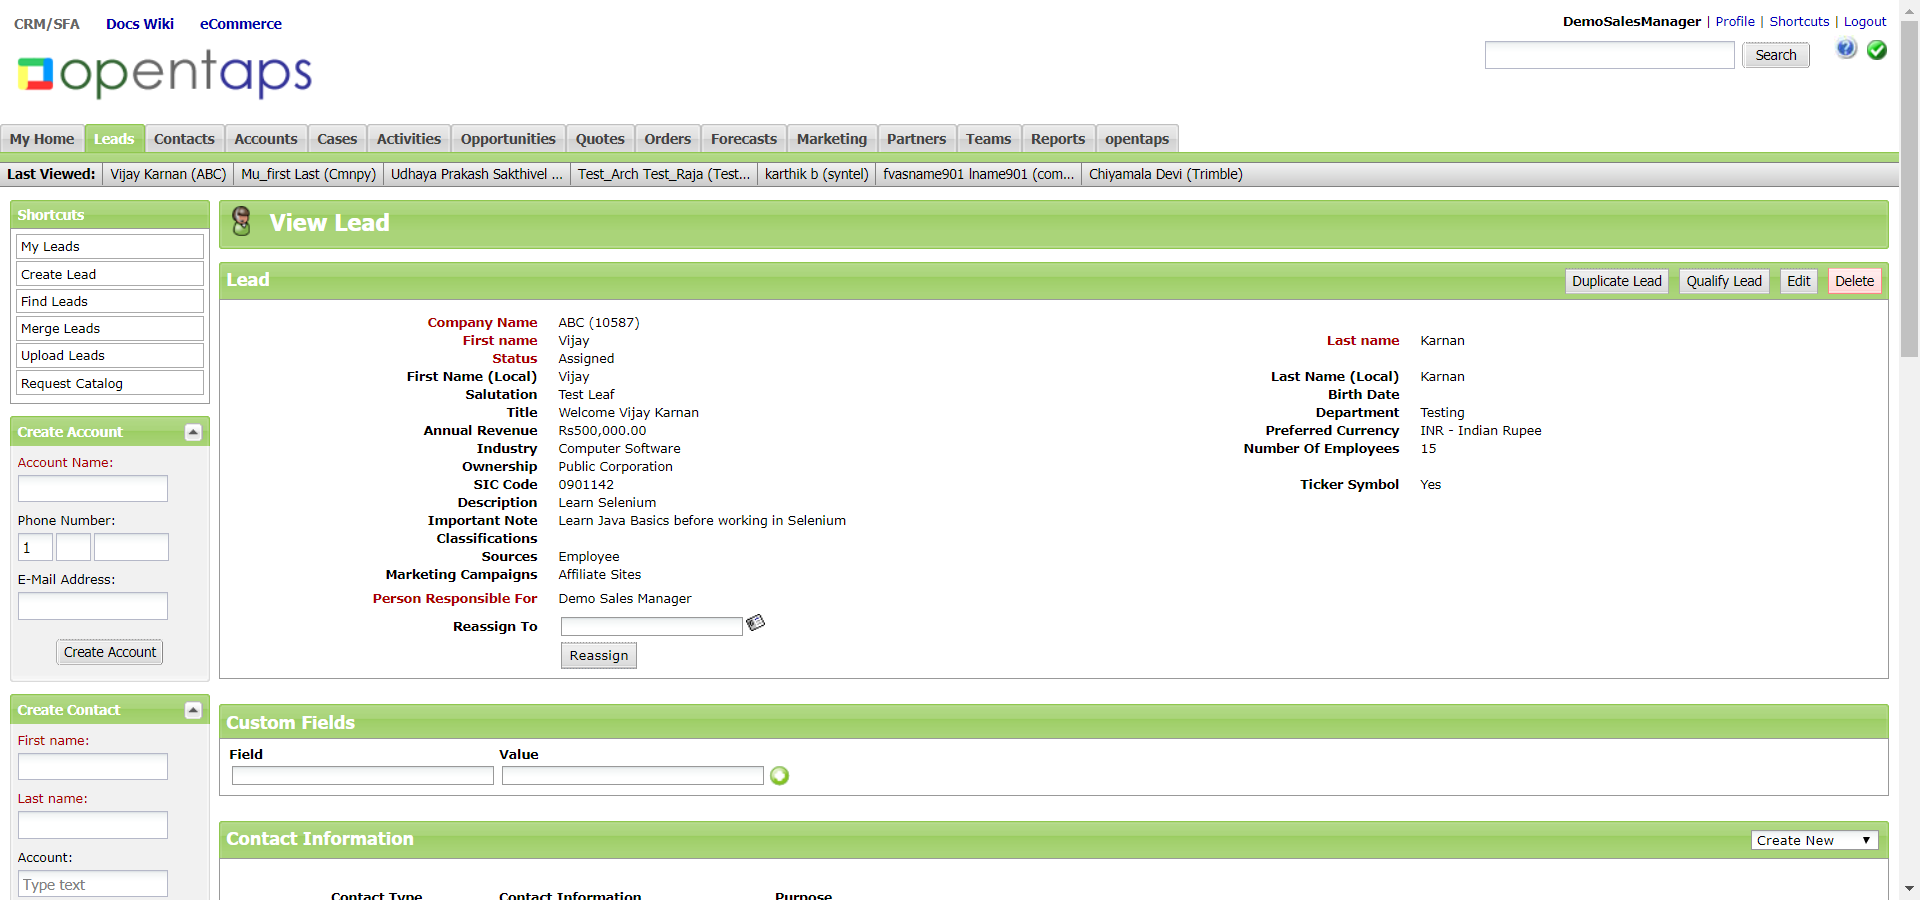 CRM/SFA Docs Wiki eCommerce
DemoSalesManager | Profile | Shortcuts | Logout
Search
opentaps
My Home Leads Contacts Accounts Cases Activities Opportunities Quotes Orders Forecasts Marketing Partners Teams Reports opentaps
Last Viewed: Vijay Karnan (ABC) Mu_first Last (Cmnpy) Udhaya Prakash Sakthivel ... Test_Arch Test_Raja (Test... karthik b (syntel) fvasname901 lname901 (com... Chiyamala Devi (Trimble)
Shortcuts
My Leads
Create Lead
Find Leads
Merge Leads
Upload Leads
Request Catalog
Create Account
Account Name:
Phone Number:
1
E-Mail Address:
Create Account
Create Contact
First name:
Last name:
Account:
Type text
View Lead
Lead Duplicate Lead Qualify Lead Edit Delete
Company Name ABC (10587)
First name Vijay Last name Karnan
Status Assigned
First Name (Local) Vijay Last Name (Local) Karnan
Salutation Test Leaf Birth Date
Title Welcome Vijay Karnan Department Testing
Annual Revenue Rs500,000.00 Preferred Currency INR - Indian Rupee
Industry Computer Software Number Of Employees 15
Ownership Public Corporation
SIC Code 0901142 Ticker Symbol Yes
Description Learn Selenium
Important Note Learn Java Basics before working in Selenium
Classifications
Sources Employee
Marketing Campaigns Affiliate Sites
Person Responsible For Demo Sales Manager
Reassign To
Reassign
Custom Fields
Field Value
Contact Information Create New
Contact Type Contact Information Purpose